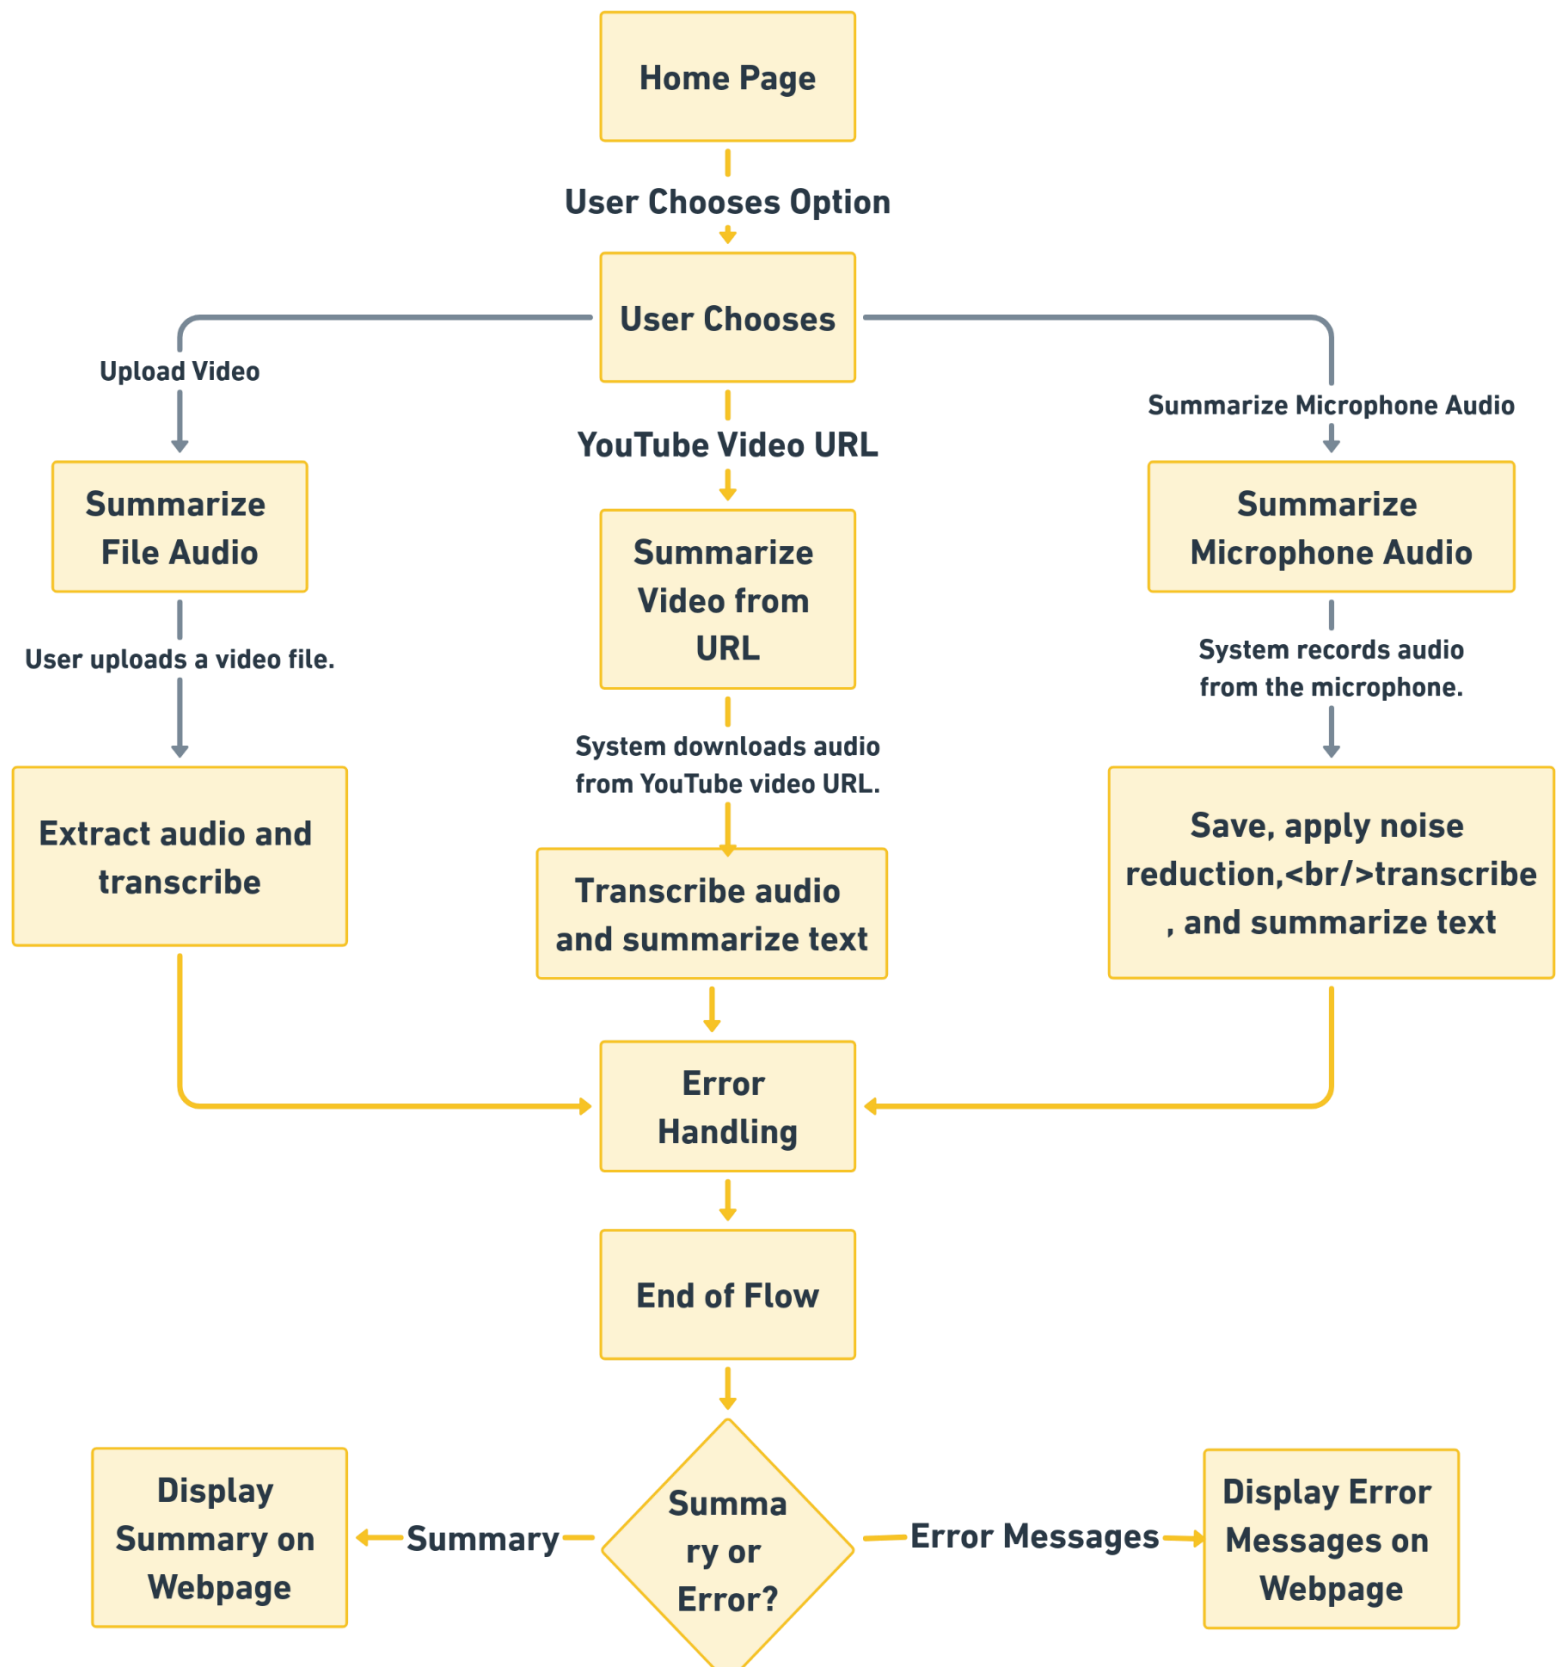 Home Page
User Chooses Option
User Chooses
Upload Video
Summarize Microphone Audio
YouTube Video URL
Summarize
File Audio
Summarize
Video from
URL
Summarize
Microphone Audio
User uploads a video file.
System downloads audio
from YouTube video URL.
System records audio
from the microphone.
Extract audio and
transcribe
Transcribe audio
and summarize text
Save, apply noise
reduction,<br/>transcribe
, and summarize text
Error
Handling
End of Flow
Summa
ry or
Error?
Summary
Error Messages
Display
Summary on
Webpage
Display Error
Messages on
Webpage